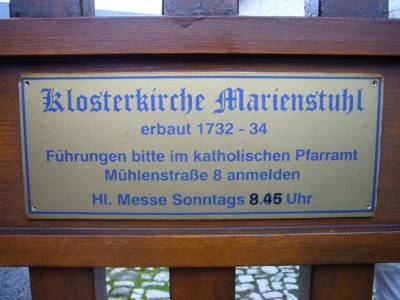 Klosterkirche Marienstuhl
erbaut 1732 - 34
Führungen bitte im katholischen Pfarramt
Mühlenstraße 8 anmelden
Hl. Messe Sonntags 8.45 Uhr